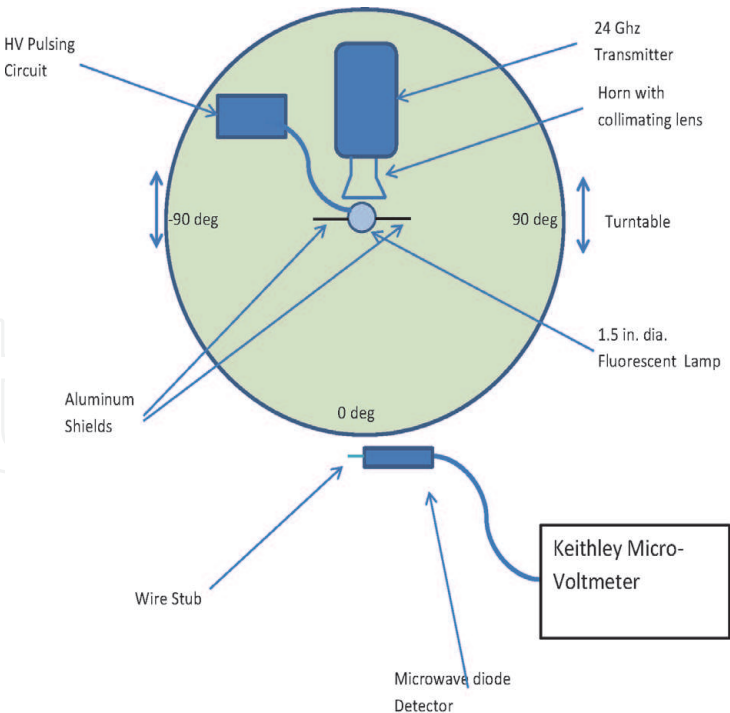 24 Ghz
Transmitter
HV Pulsing
Circuit
Horn with
collimating lens
-90 deg
90 deg
Turntable
1.5 in. dia.
Fluorescent Lamp
Aluminum
Shields
0 deg
Keithley Micro-
Voltmeter
Wire Stub
Microwave diode
Detector